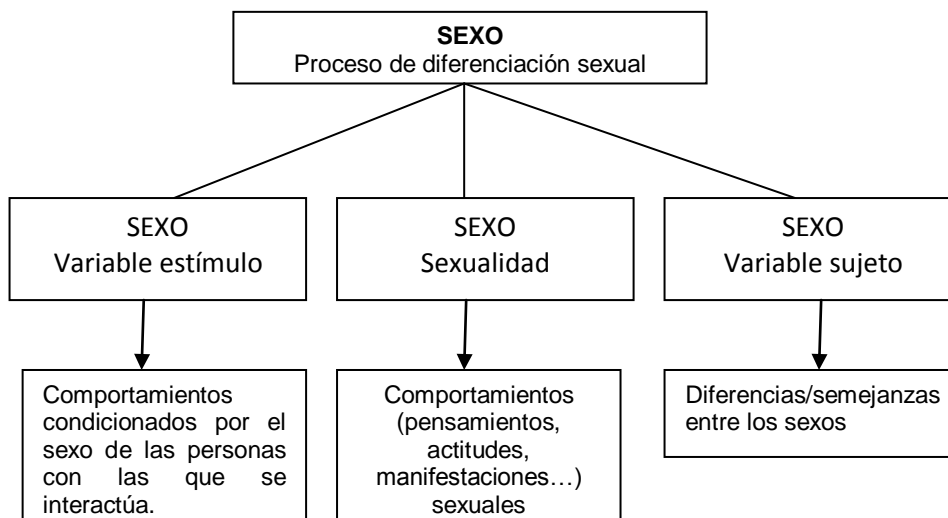 SEXO
Proceso de diferenciación sexual
SEXO
Variable estímulo
SEXO
Sexualidad
SEXO
Variable sujeto
Comportamientos
condicionados por el
sexo de las personas
con las que se
interactúa.
Comportamientos
(pensamientos,
actitudes,
manifestaciones…)
sexuales
Diferencias/semejanzas
entre los sexos